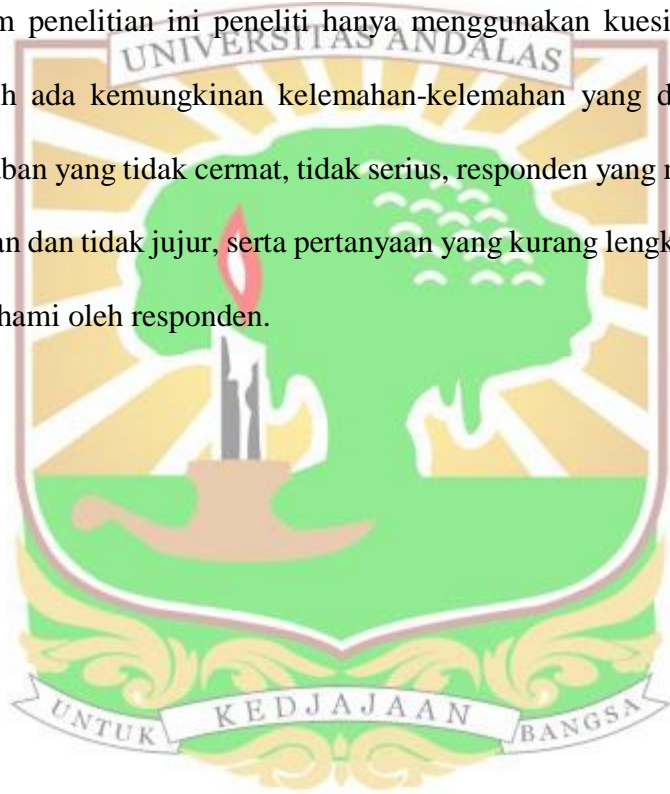 m penelitian ini peneliti hanya menggunakan kuesi
UNIVERSITAS ANDALAS
h ada kemungkinan kelemahan-kelemahan yang d
ban yang tidak cermat, tidak serius, responden yang
an dan tidak jujur, serta pertanyaan yang kurang lengk
hami oleh responden.
UNTUK KEDJAJAAN BANGSA